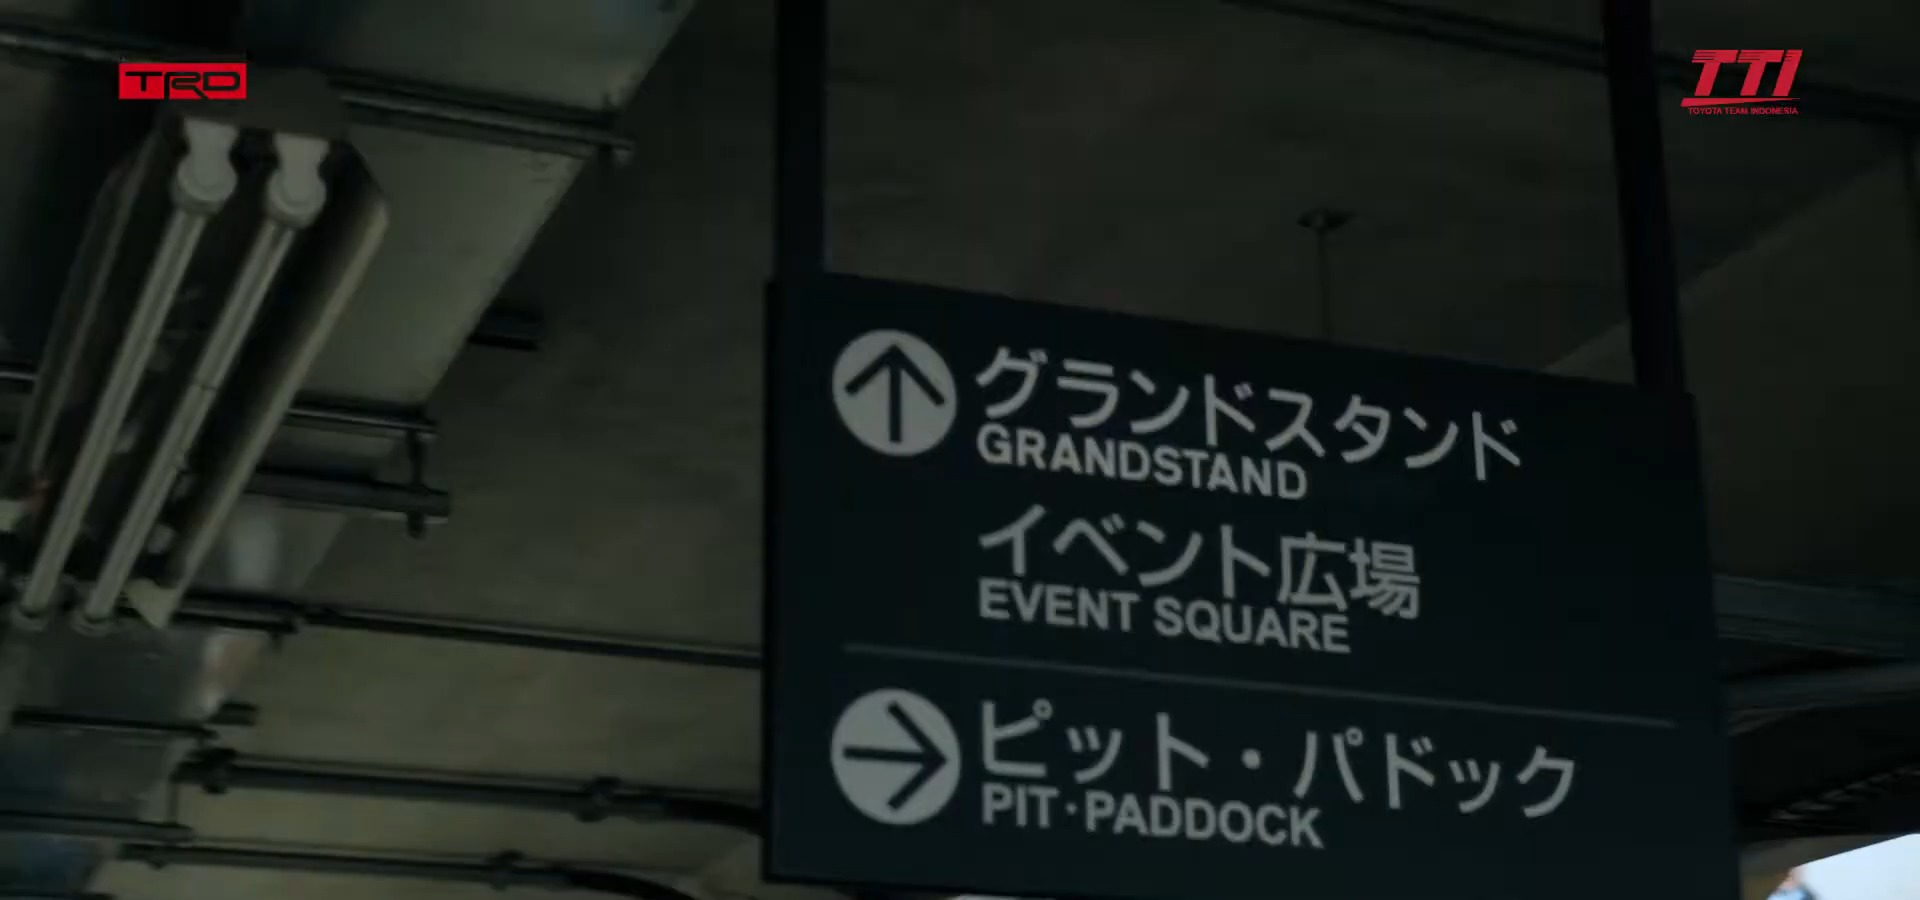 TRD
TTI
TOYOTA TEAM INDONESIA
グランドスタンド
GRANDSTAND
イベント広場
EVENT SQUARE
ピット・パドック
PIT・PADDOCK